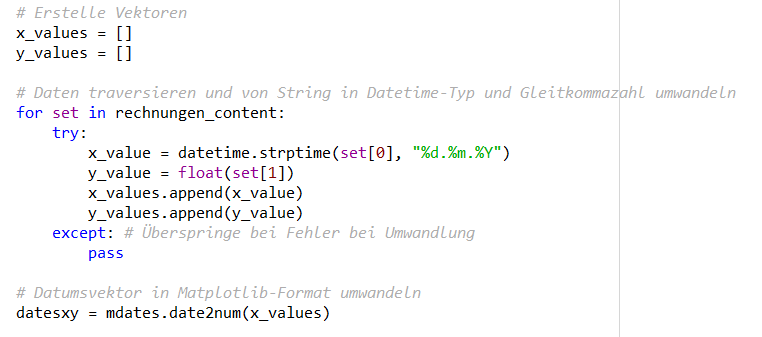 # Erstelle Vektoren
x_values = []
y_values = []
# Daten traversieren und von String in Datetime-Typ und Gleitkommazahl umwandeln
for set in rechnungen_content:
    try:
        x_value = datetime.strptime(set[0], "%d.%m.%Y")
        y_value = float(set[1])
        x_values.append(x_value)
        y_values.append(y_value)
    except: # Überspringe bei Fehler bei Umwandlung
        pass
# Datumsvektor in Matplotlib-Format umwandeln
datesxy = mdates.date2num(x_values)